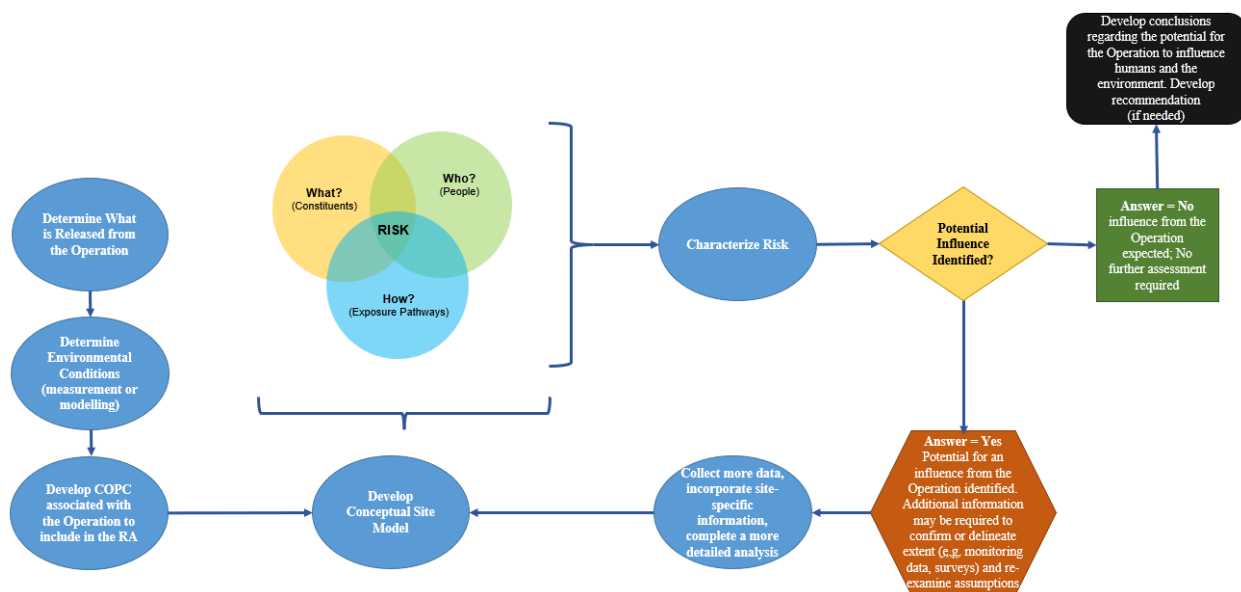 Develop conclusions
regarding the potential for
the Operation to influence
humans and the
environment. Develop
recommendation
(if needed)
What?
(Constituents)
Who?
(People)
RISK
How?
(Exposure Pathways)
Determine What
is Released from
the Operation
Characterize Risk
Potential
Influence
Identified?
Answer = No
influence from the
Operation
expected; No
further assessment
required
Determine
Environmental
Conditions
(measurement or
modelling)
Develop COPC
associated with
the Operation to
include in the RA
Develop
Conceptual Site
Model
Collect more data,
incorporate site-
specific
information,
complete a more
detailed analysis
Answer = Yes
Potential for an
influence from the
Operation identified.
Additional information
may be required to
confirm or delineate
extent (e.g. monitoring
data, surveys) and re-
examine assumptions